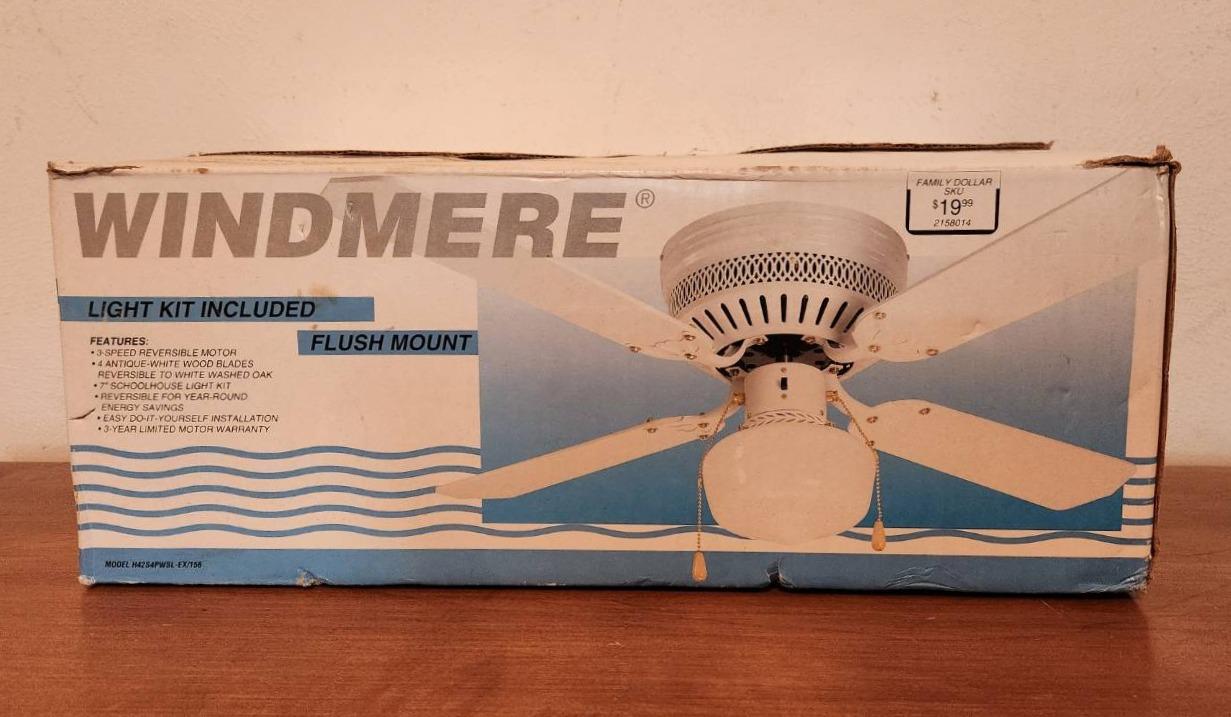 WINDMERE®
FAMILY DOLLAR
SKU
$19.99
2158014
LIGHT KIT INCLUDED
FLUSH MOUNT
FEATURES:
• 3-SPEED REVERSIBLE MOTOR
• 4 ANTIQUE-WHITE WOOD BLADES
REVERSIBLE TO WHITE WASHED OAK
• 7" SCHOOLHOUSE LIGHT KIT
• REVERSIBLE FOR YEAR-ROUND
ENERGY SAVINGS
• EASY DO-IT-YOURSELF INSTALLATION
• 3-YEAR LIMITED MOTOR WARRANTY
MODEL H42S4PWSL-EX/156